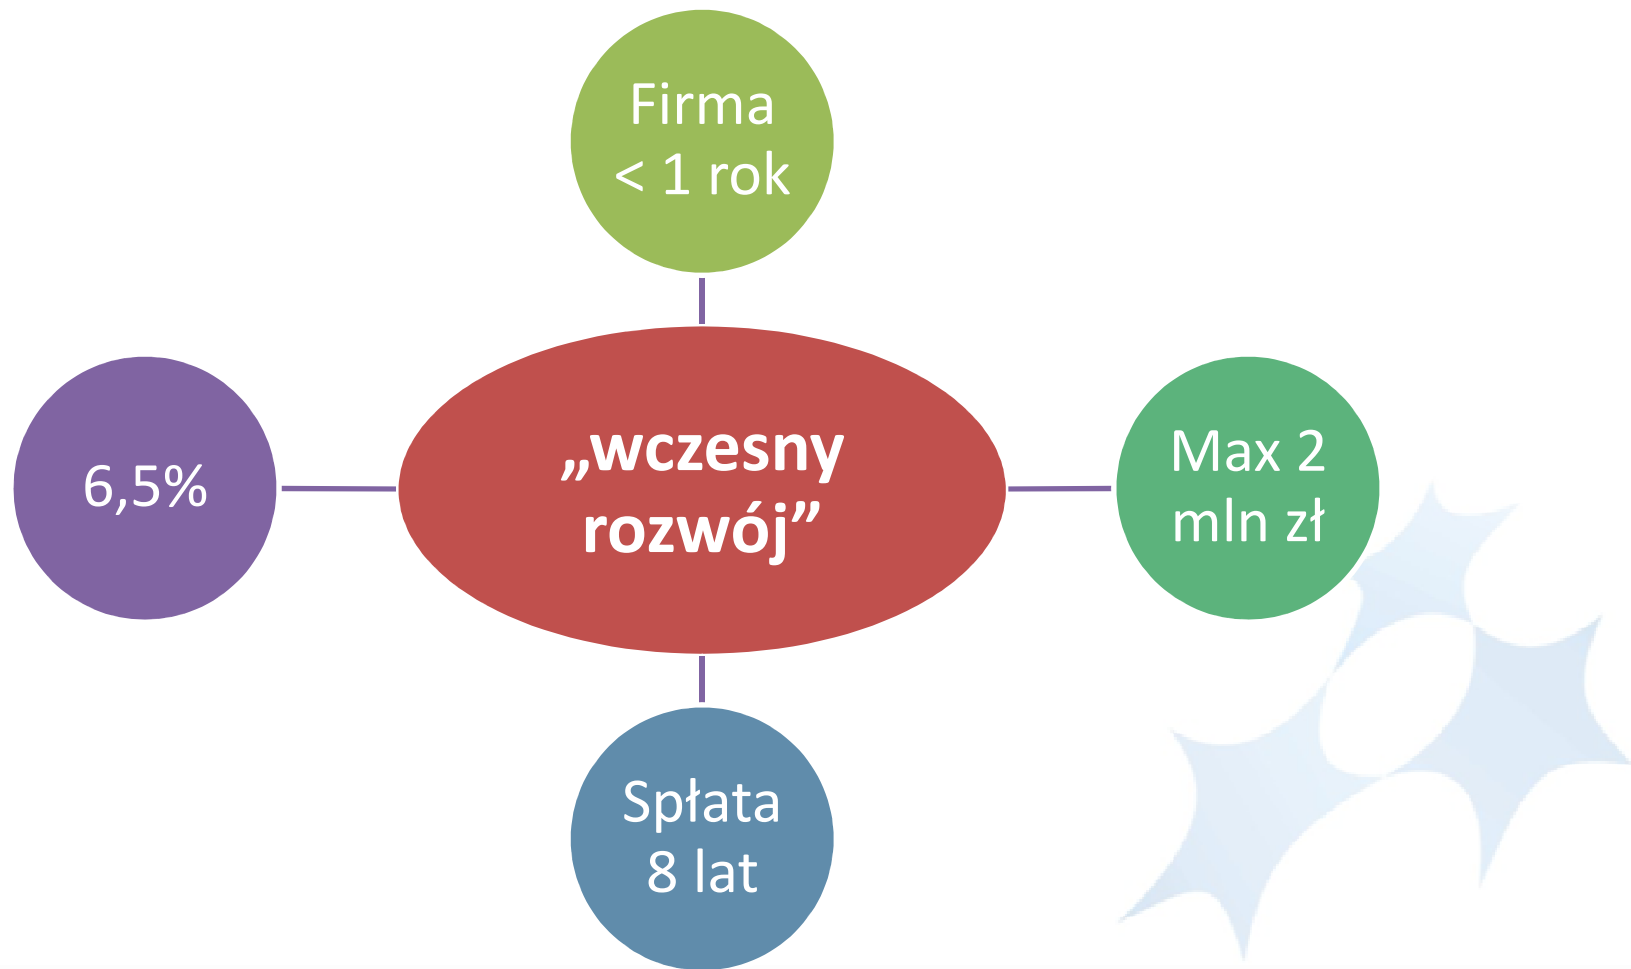 Firma
< 1 rok
6,5%
„wczesny
rozwój”
Max 2
mln zł
Spłata
8 lat